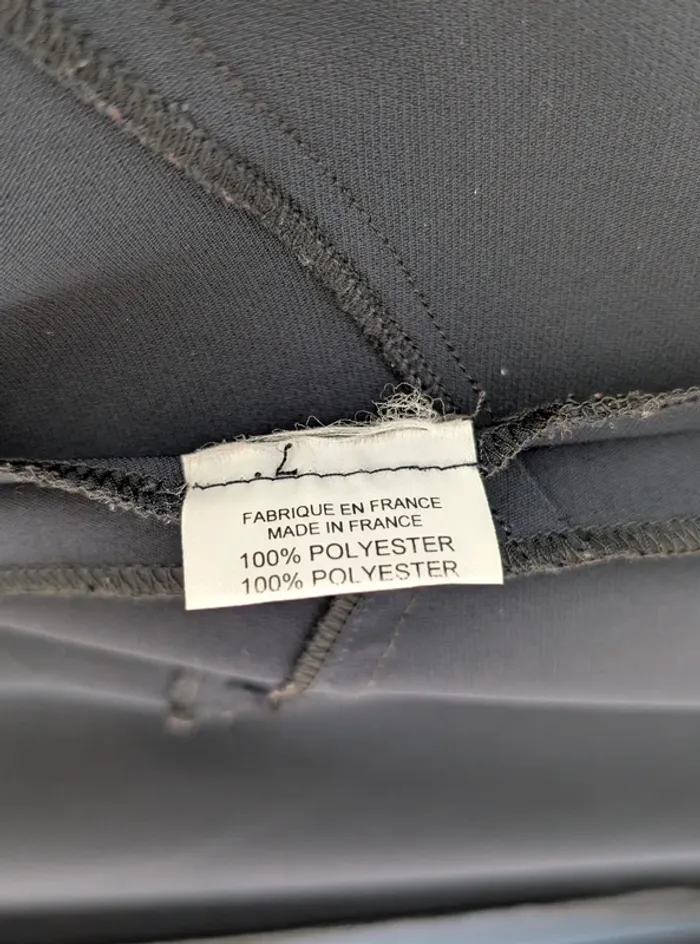 FABRIQUE EN FRANCE
MADE IN FRANCE
100% POLYESTER
100% POLYESTER